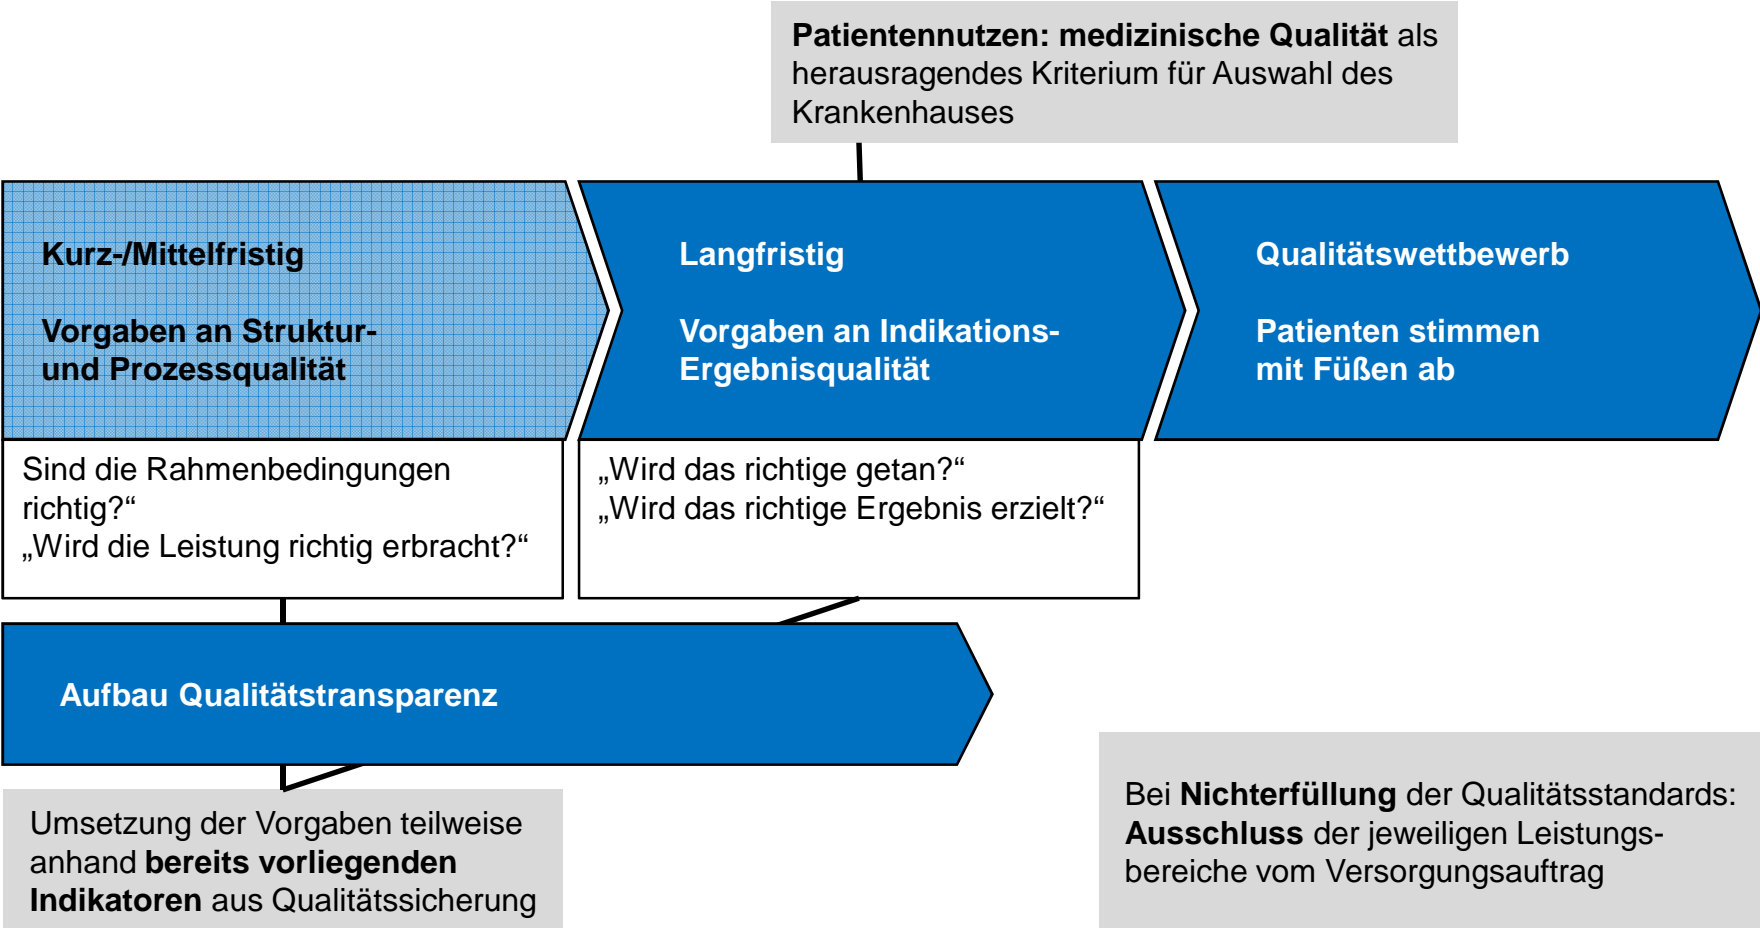 Patientennutzen: medizinische Qualität als
herausragendes Kriterium für Auswahl des
Krankenhauses
Kurz-/Mittelfristig
Vorgaben an Struktur-
und Prozessqualität
Langfristig
Vorgaben an Indikations-
Ergebnisqualität
Qualitätswettbewerb
Patienten stimmen
mit Füßen ab
Sind die Rahmenbedingungen
richtig?“
„Wird die Leistung richtig erbracht?“
„Wird das richtige getan?“
„Wird das richtige Ergebnis erzielt?“
Aufbau Qualitätstransparenz
Umsetzung der Vorgaben teilweise
anhand bereits vorliegenden
Indikatoren aus Qualitätssicherung
Bei Nichterfüllung der Qualitätsstandards:
Ausschluss der jeweiligen Leistungs-
bereiche vom Versorgungsauftrag